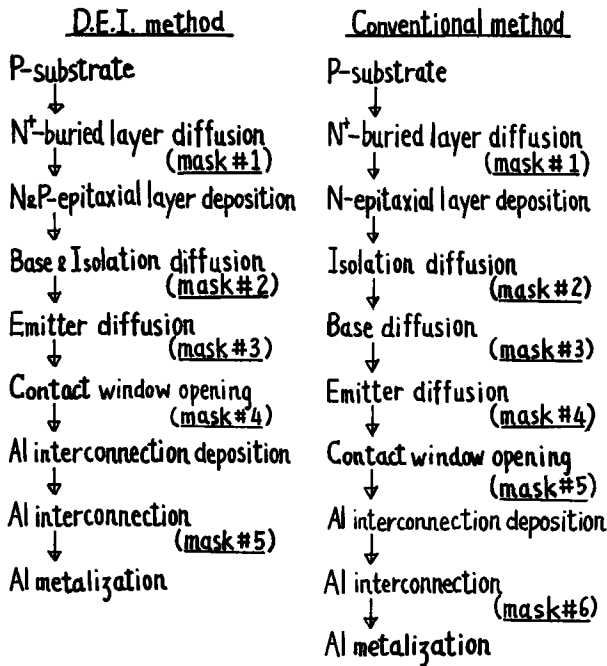 D.E.I. method
P-substrate
N⁺-buried layer diffusion
(mask #1)
N&P-epitaxial layer deposition
Base & Isolation diffusion
(mask #2)
Emitter diffusion
(mask #3)
Contact window opening
(mask #4)
Al interconnection deposition
Al interconnection
(mask #5)
Al metalization
Conventional method
P-substrate
N⁺-buried layer diffusion
(mask #1)
N-epitaxial layer deposition
Isolation diffusion
(mask #2)
Base diffusion
(mask #3)
Emitter diffusion
(mask #4)
Contact window opening
(mask #5)
Al interconnection deposition
Al interconnection
(mask #6)
Al metalization